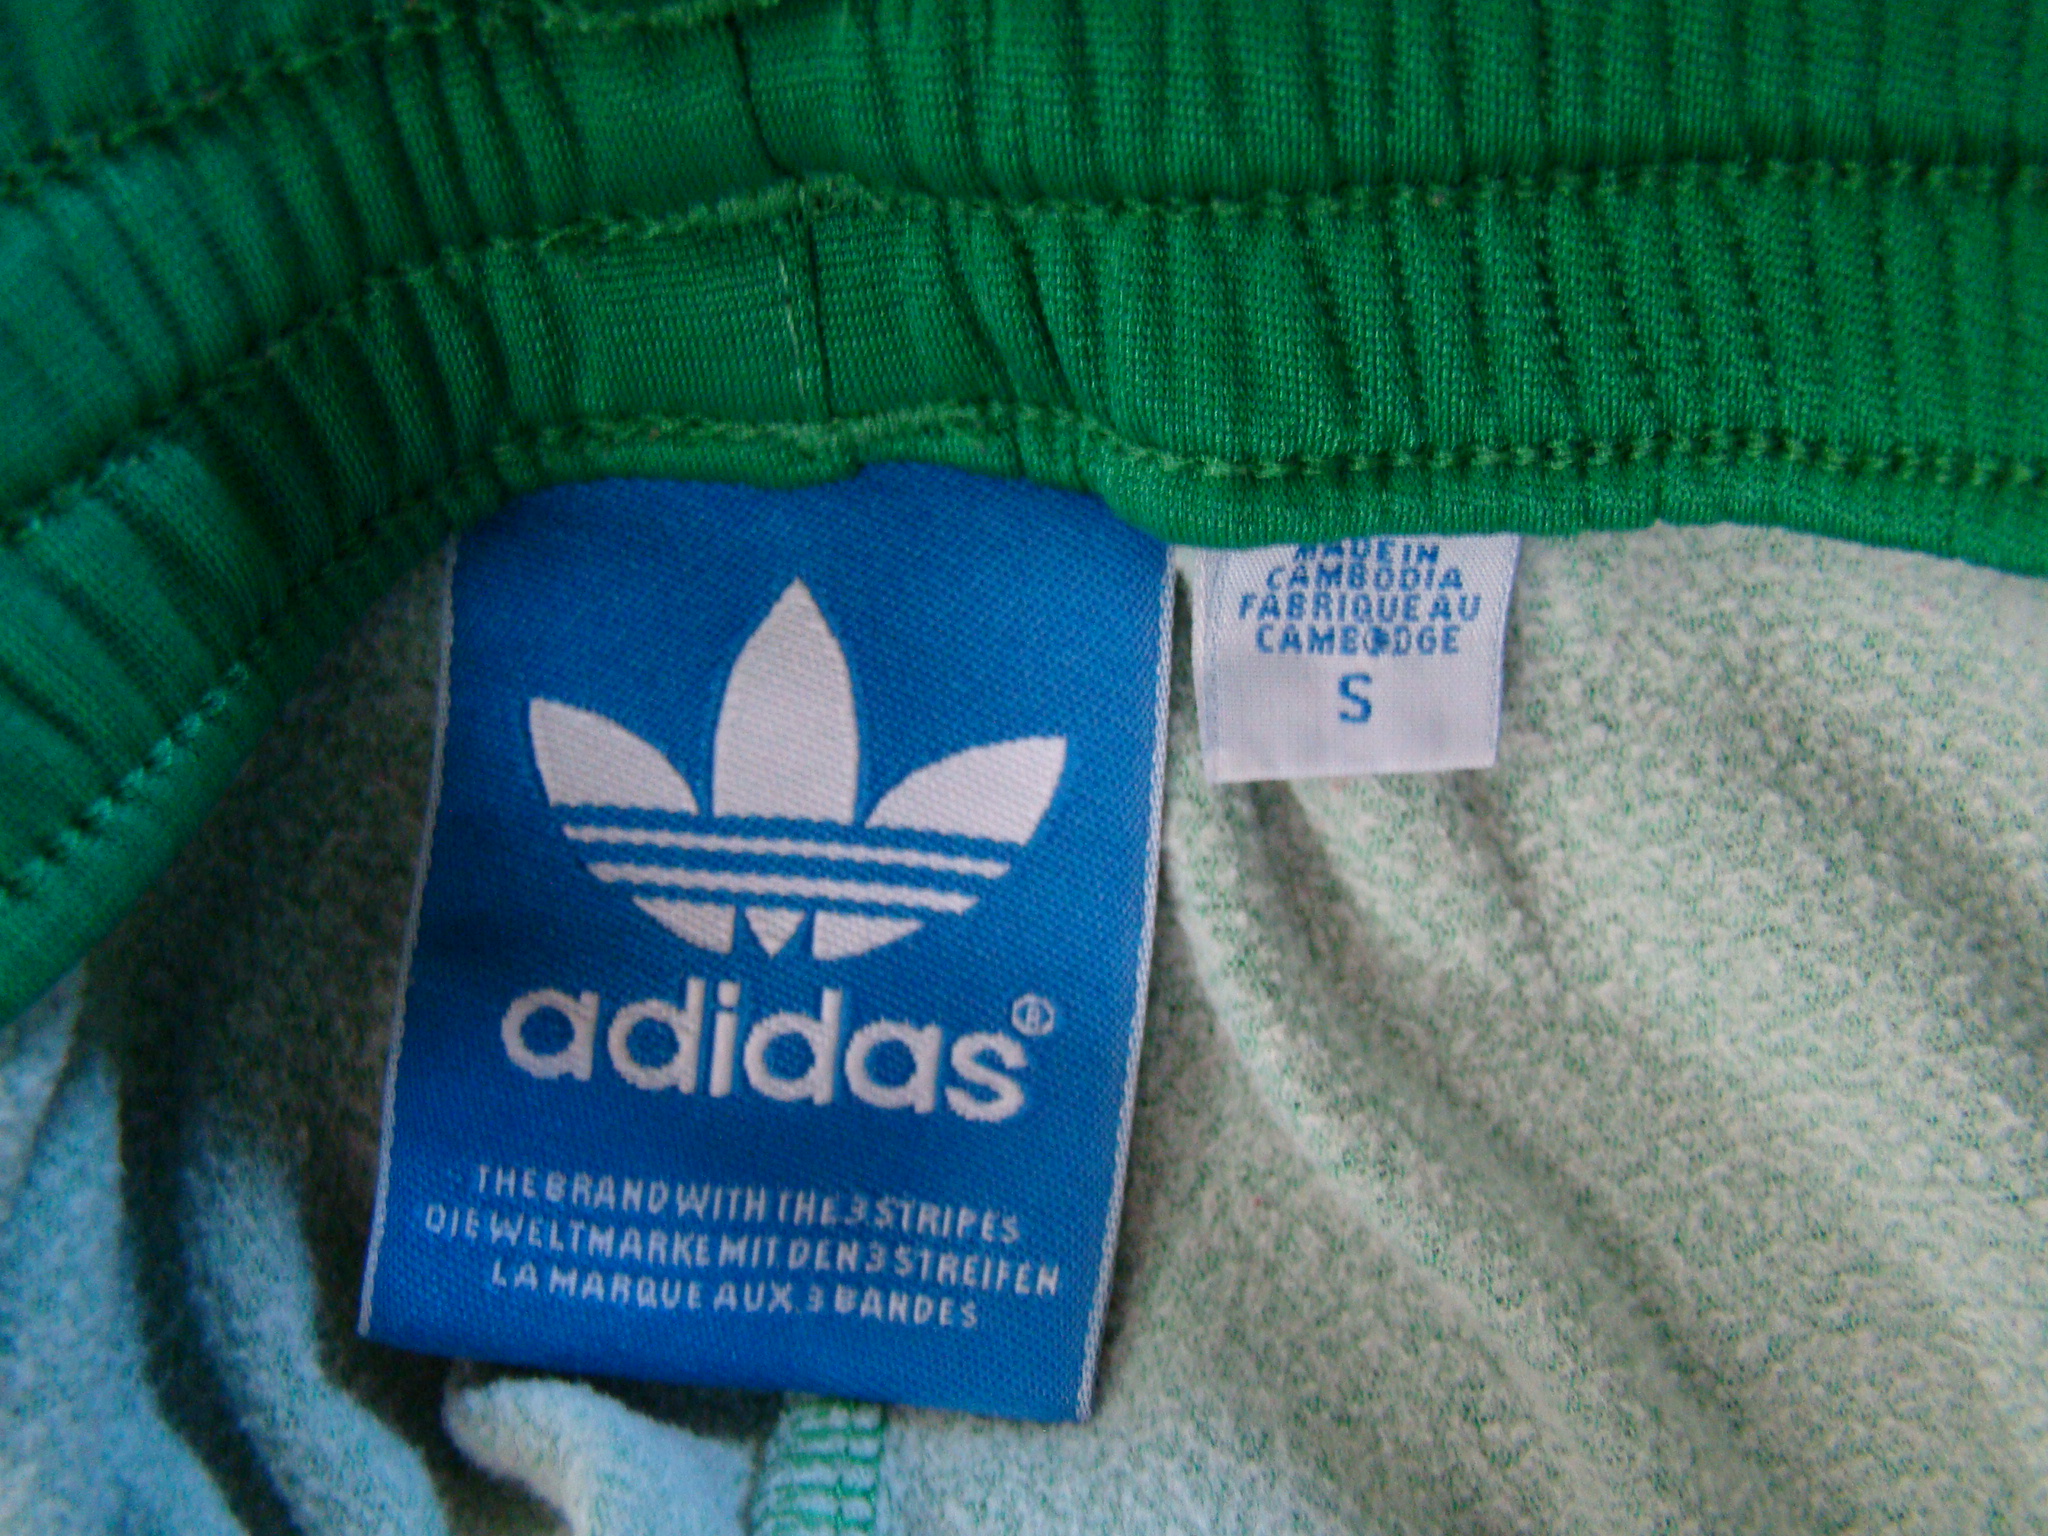 adidas®
THE BRAND WITH THE 3 STRIPES
DIE WELTMARKE MIT DEN 3 STREIFEN
LA MARQUE AUX 3 BANDES
MADE IN
CAMBODIA
FABRIQUE AU
CAMBODGE
S